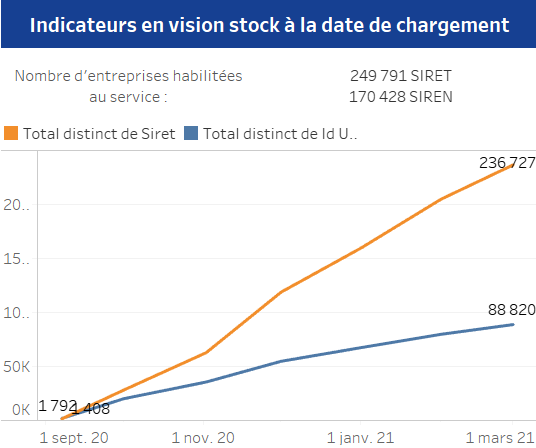 Indicateurs en vision stock à la date de chargement
Nombre d'entreprises habilitées 249 791 SIRET
au service : 170 428 SIREN
Total distinct de Siret Total distinct de Id U..
236 727
20..
15..
10..
88 820
50K
0K
1 792
1 408
1 sept. 20 1 nov. 20 1 janv. 21 1 mars 21